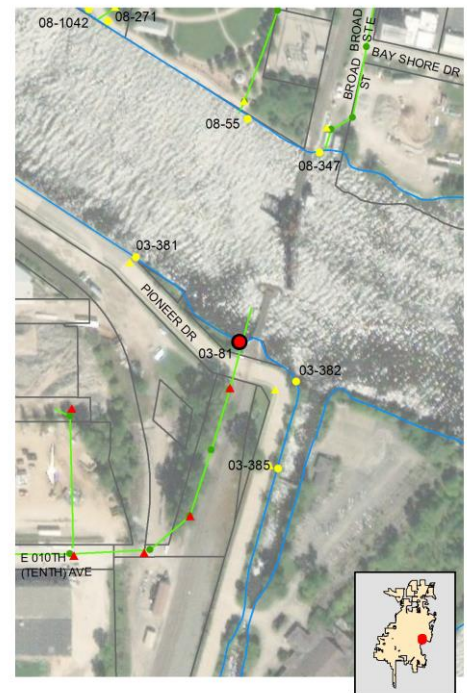 08-1042
08-271
BROAD ST
BROAD ST E
BAY SHORE DR
08-55
08-347
03-381
PIONEER DR
03-81
03-382
03-385
E 010TH
(TENTH) AVE